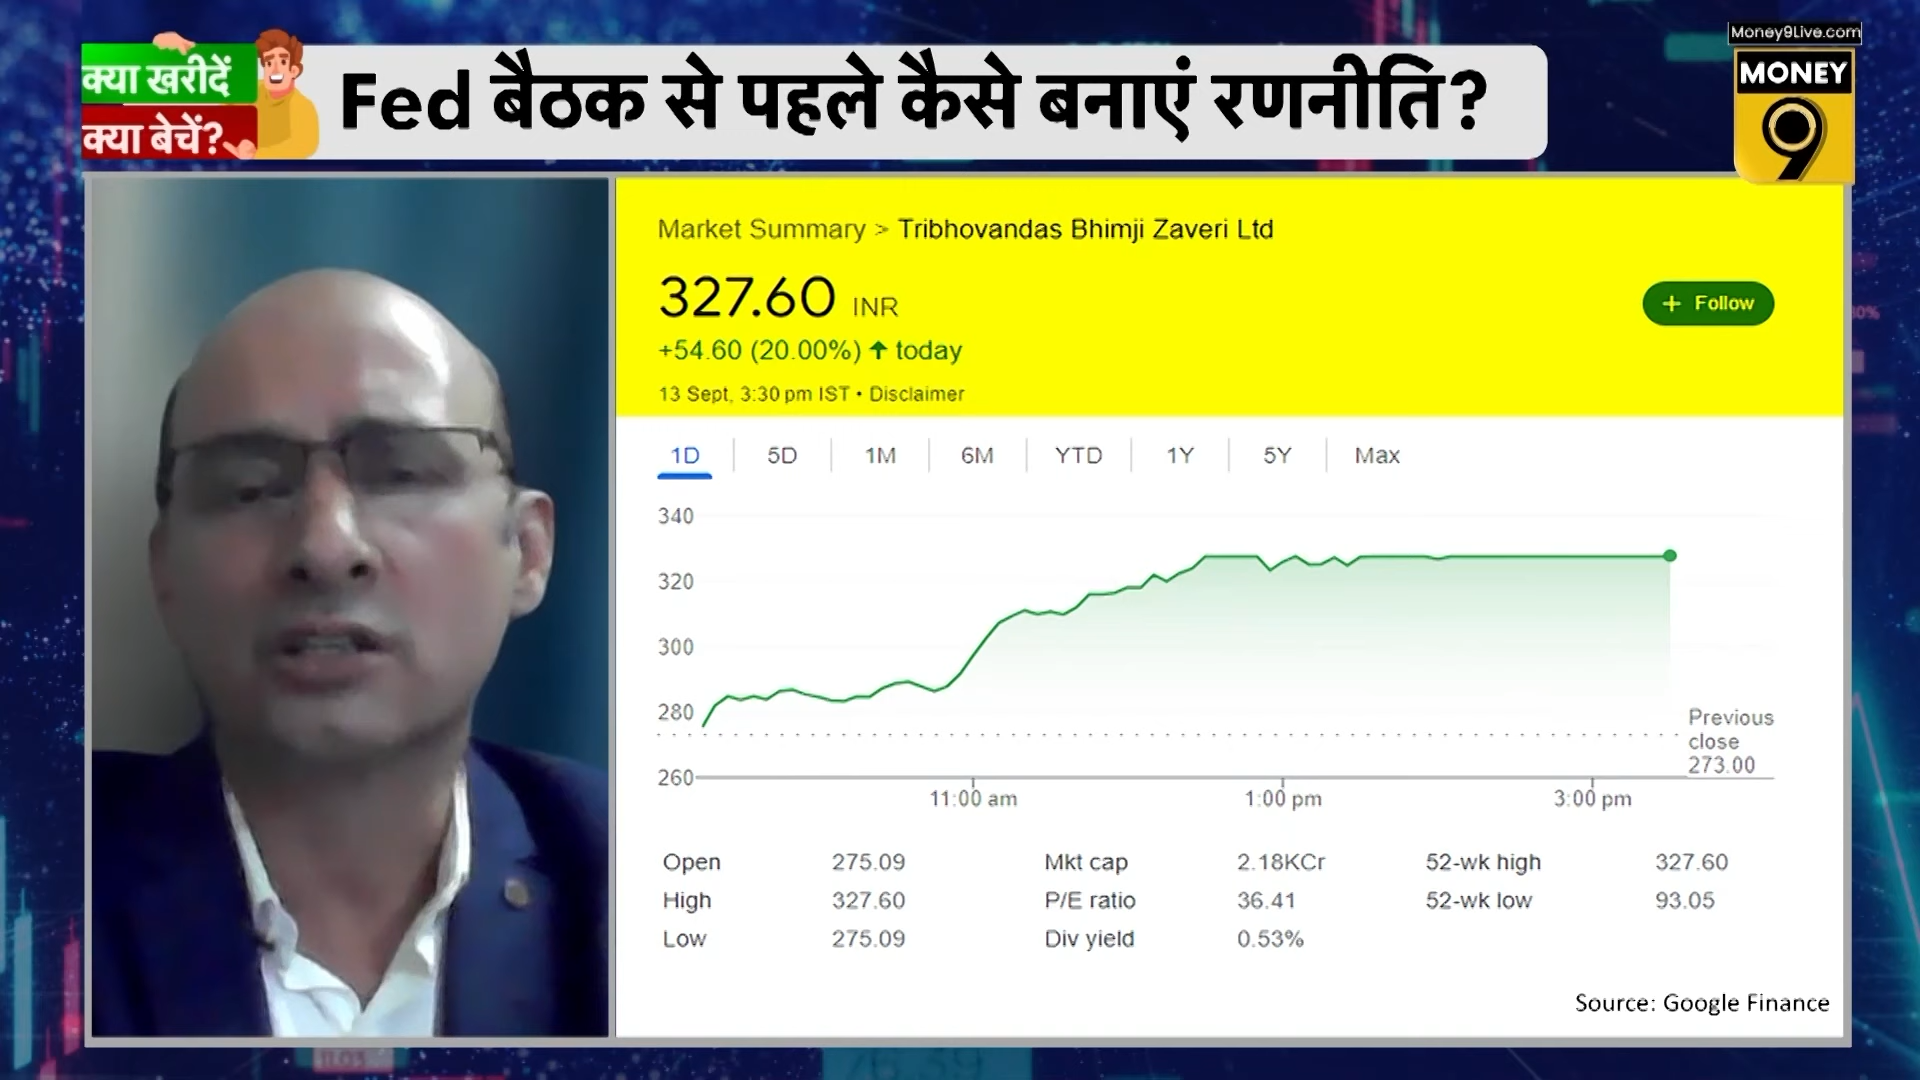 Money9Live.com
क्या खरीदें
क्या बेचें?
Fed बैठक से पहले कैसे बनाएं रणनीति?
MONEY
9
Market Summary > Tribhovandas Bhimji Zaveri Ltd
327.60 INR
+ Follow
+54.60 (20.00%) ↑ today
13 Sept, 3:30 pm IST • Disclaimer
1D 5D 1M 6M YTD 1Y 5Y Max
340
320
300
280
260
Previous
close
273.00
11:00 am 1:00 pm 3:00 pm
Open 275.09 Mkt cap 2.18KCr 52-wk high 327.60
High 327.60 P/E ratio 36.41 52-wk low 93.05
Low 275.09 Div yield 0.53%
Source: Google Finance